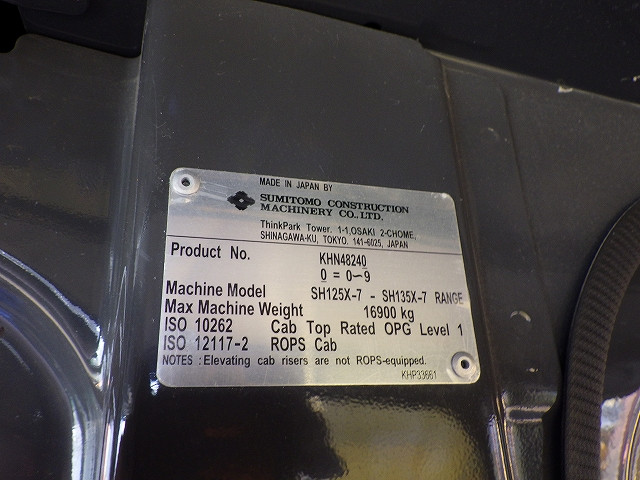 MADE IN JAPAN BY
SUMITOMO CONSTRUCTION
MACHINERY CO., LTD.
ThinkPark Tower. 1-1,OSAKI 2-CHOME,
SHINAGAWA-KU, TOKYO. 141-6025, JAPAN
Product No. KHN48240
0 = 0~9
Machine Model SH125X-7 - SH135X-7 RANGE
Max Machine Weight 16900 kg
ISO 10262 Cab Top Rated OPG Level 1
ISO 12117-2 ROPS Cab
NOTES : Elevating cab risers are not ROPS-equipped.
KHP33661